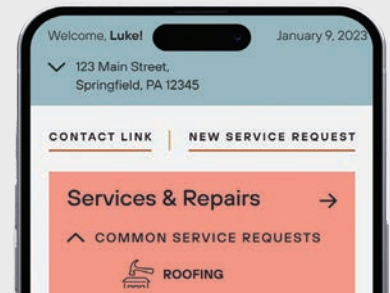 Welcome, Luke! January 9, 2023
123 Main Street,
Springfield, PA 12345
CONTACT LINK | NEW SERVICE REQUEST
Services & Repairs →
COMMON SERVICE REQUESTS
ROOFING